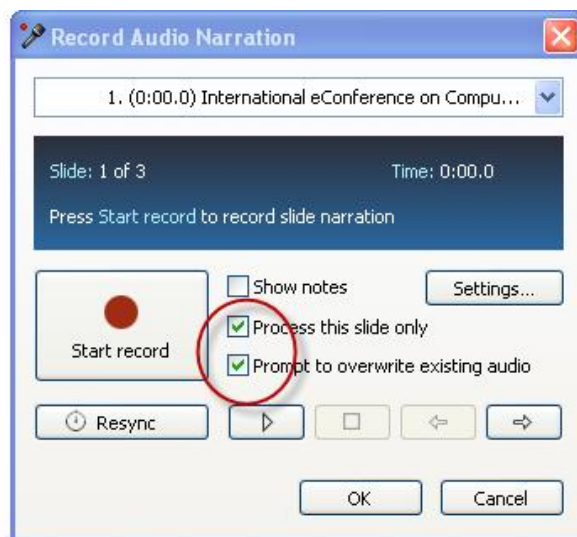 Record Audio Narration
1. (0:00.0) International eConference on Compu...
Slide: 1 of 3 Time: 0:00.0
Press Start record to record slide narration
Show notes Settings...
Process this slide only
Start record
Prompt to overwrite existing audio
Resync
OK Cancel